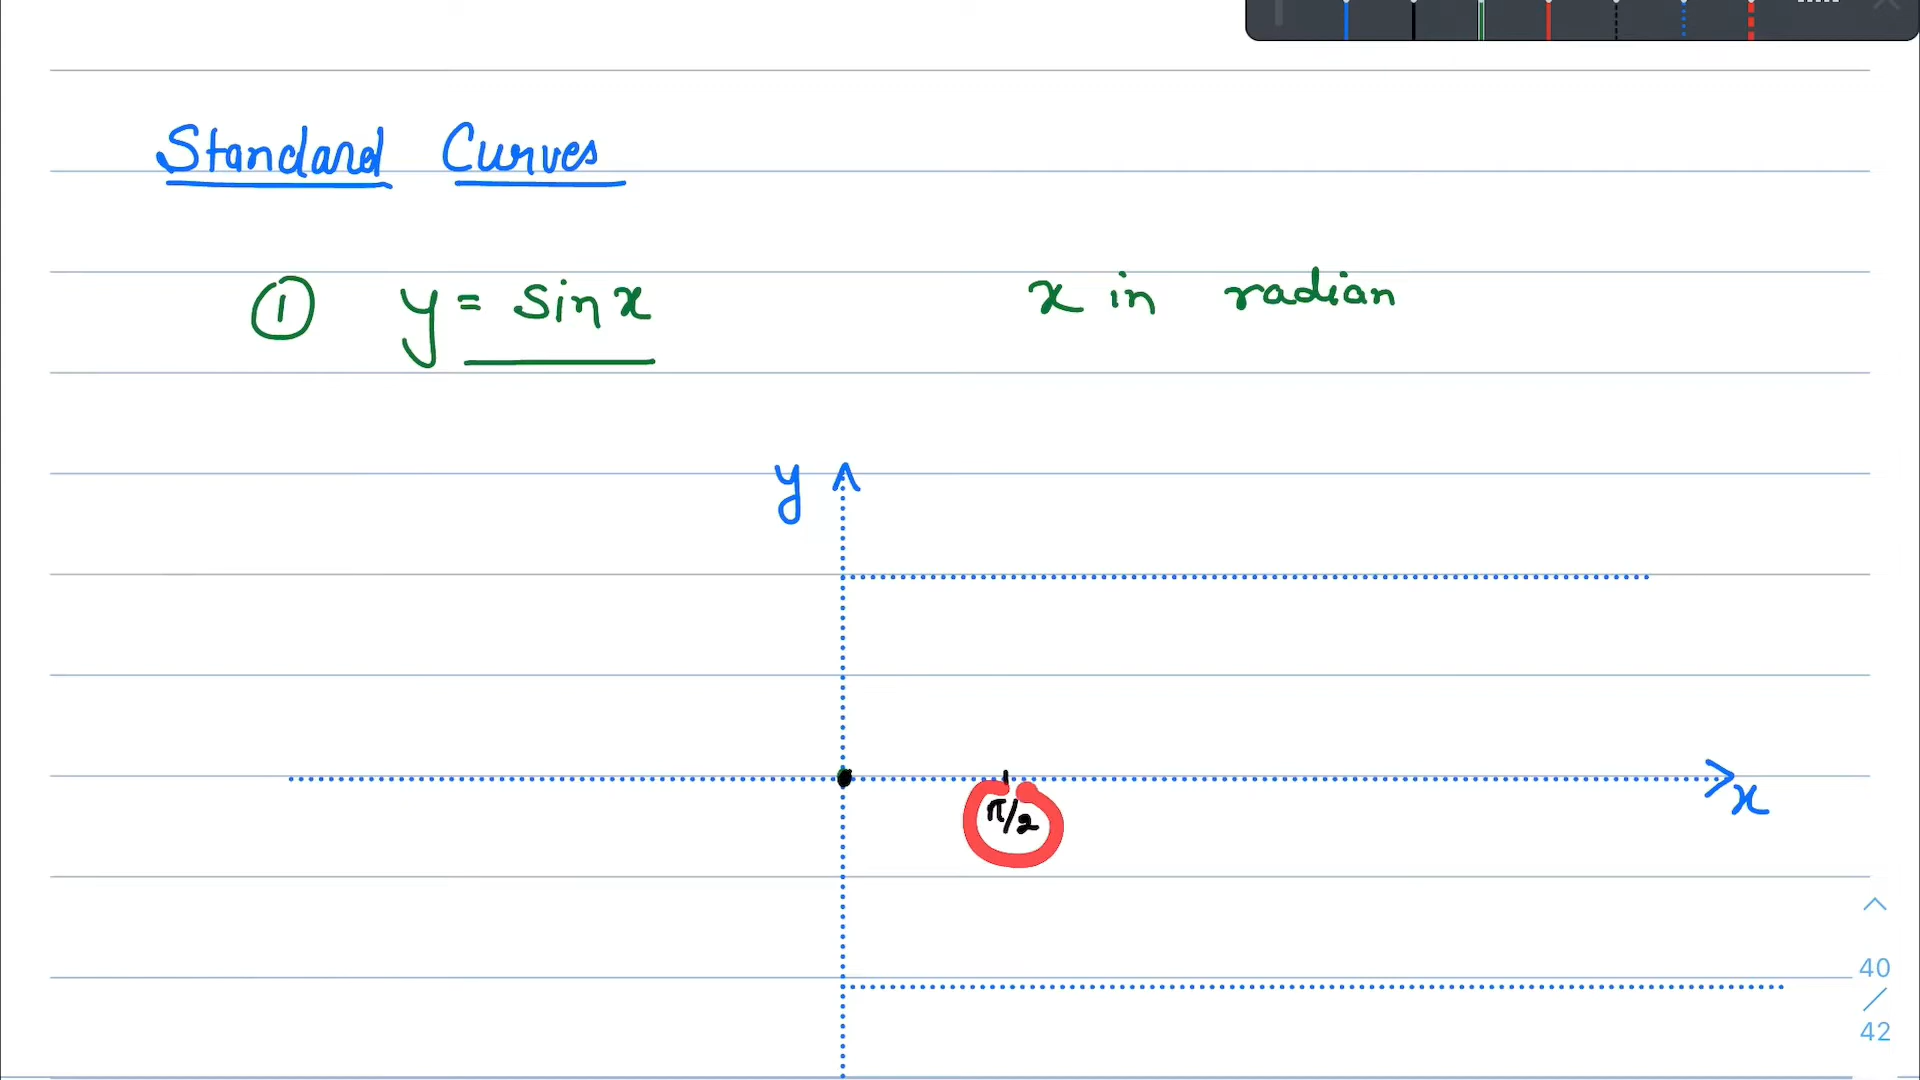 Standard Curves
① y = sin x x in radian
y
x
π/2
40
/
42